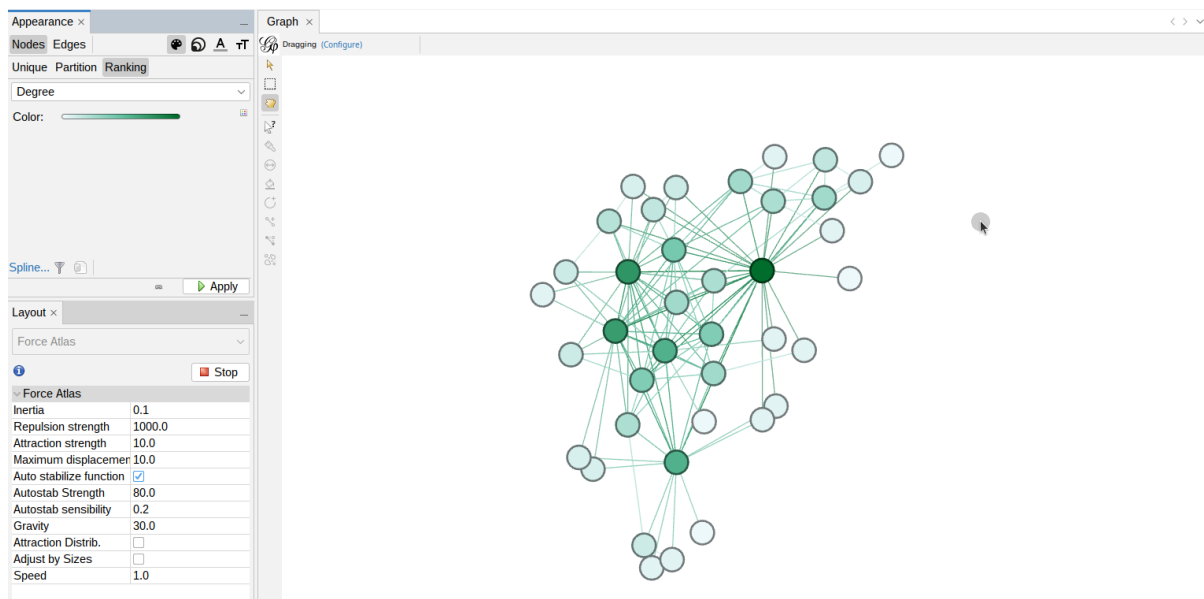 Appearance ×
Graph ×
Nodes Edges A TT
Dragging (Configure)
Unique Partition Ranking
Degree
Color:
?
Spline...
Apply
Layout ×
Force Atlas
i
Stop
Force Atlas
Inertia 0.1
Repulsion strength 1000.0
Attraction strength 10.0
Maximum displacemen 10.0
Auto stabilize function
Autostab Strength 80.0
Autostab sensibility 0.2
Gravity 30.0
Attraction Distrib.
Adjust by Sizes
Speed 1.0